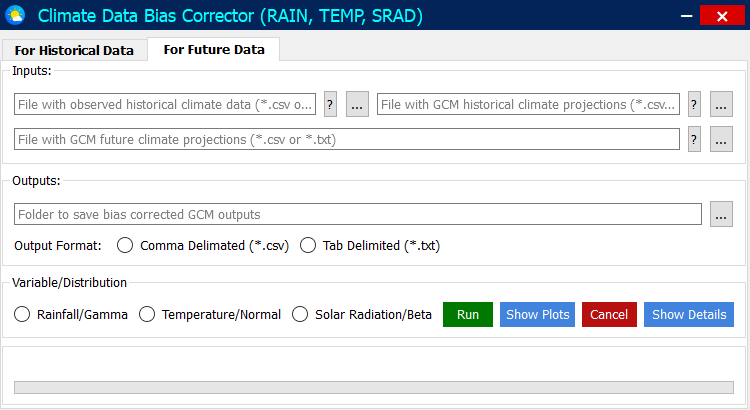 Climate Data Bias Corrector (RAIN, TEMP, SRAD)
For Historical Data For Future Data
Inputs:
File with observed historical climate data (*.csv o... ? ... File with GCM historical climate projections (*.csv... ? ...
File with GCM future climate projections (*.csv or *.txt) ? ...
Outputs:
Folder to save bias corrected GCM outputs ...
Output Format: Comma Delimated (*.csv) Tab Delimited (*.txt)
Variable/Distribution
Rainfall/Gamma Temperature/Normal Solar Radiation/Beta Run Show Plots Cancel Show Details